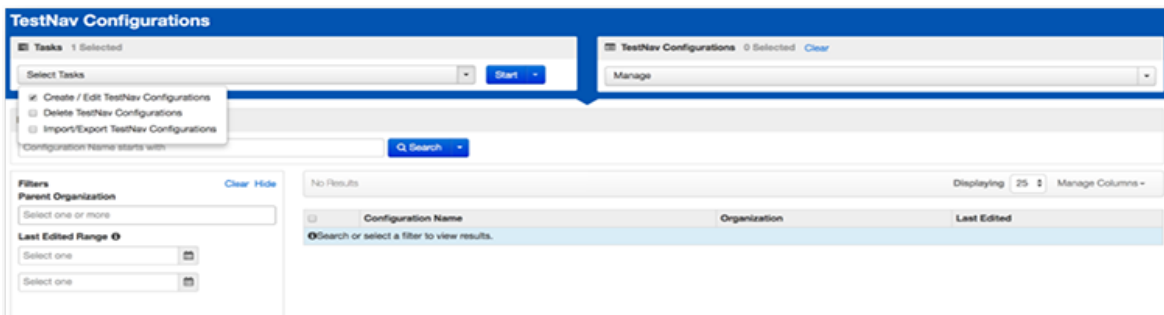 TestNav Configurations
Tasks 1 Selected
TestNav Configurations 0 Selected Clear
Select Tasks
Start
Manage
Create / Edit TestNav Configurations
Delete TestNav Configurations
Import/Export TestNav Configurations
Configuration Name starts with
Search
Filters Clear Hide
Parent Organization
Select one or more
Last Edited Range
Select one
Select one
No Results
Displaying 25 Manage Columns
Configuration Name Organization Last Edited
Search or select a filter to view results.